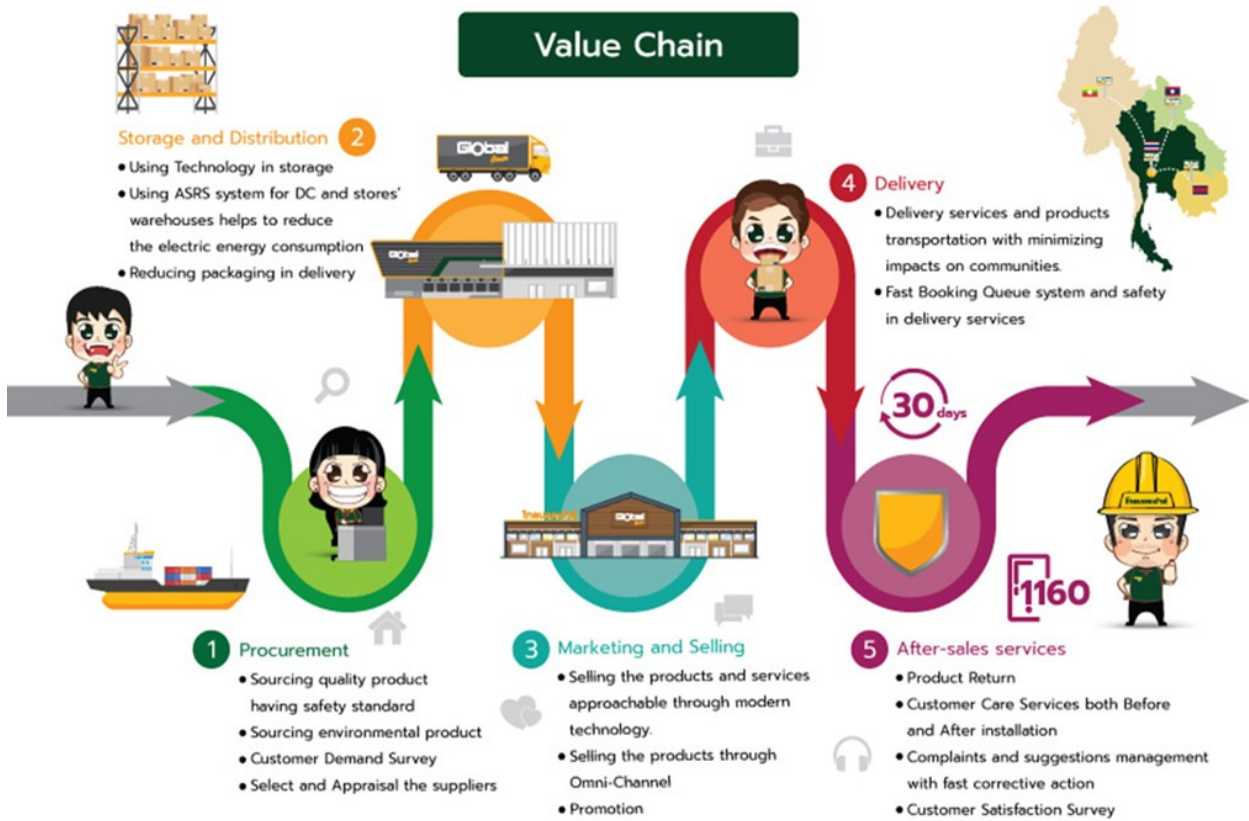 Value Chain
Storage and Distribution 2
• Using Technology in storage
• Using ASRS system for DC and stores'
warehouses helps to reduce
the electric energy consumption
• Reducing packaging in delivery
Global
Global
4 Delivery
• Delivery services and products
transportation with minimizing
impacts on communities.
• Fast Booking Queue system and safety
in delivery services
30 days
Global
1160
1 Procurement
• Sourcing quality product
having safety standard
• Sourcing environmental product
• Customer Demand Survey
• Select and Appraisal the suppliers
3 Marketing and Selling
• Selling the products and services
approachable through modern
technology.
• Selling the products through
Omni-Channel
• Promotion
5 After-sales services
• Product Return
• Customer Care Services both Before
and After installation
• Complaints and suggestions management
with fast corrective action
• Customer Satisfaction Survey